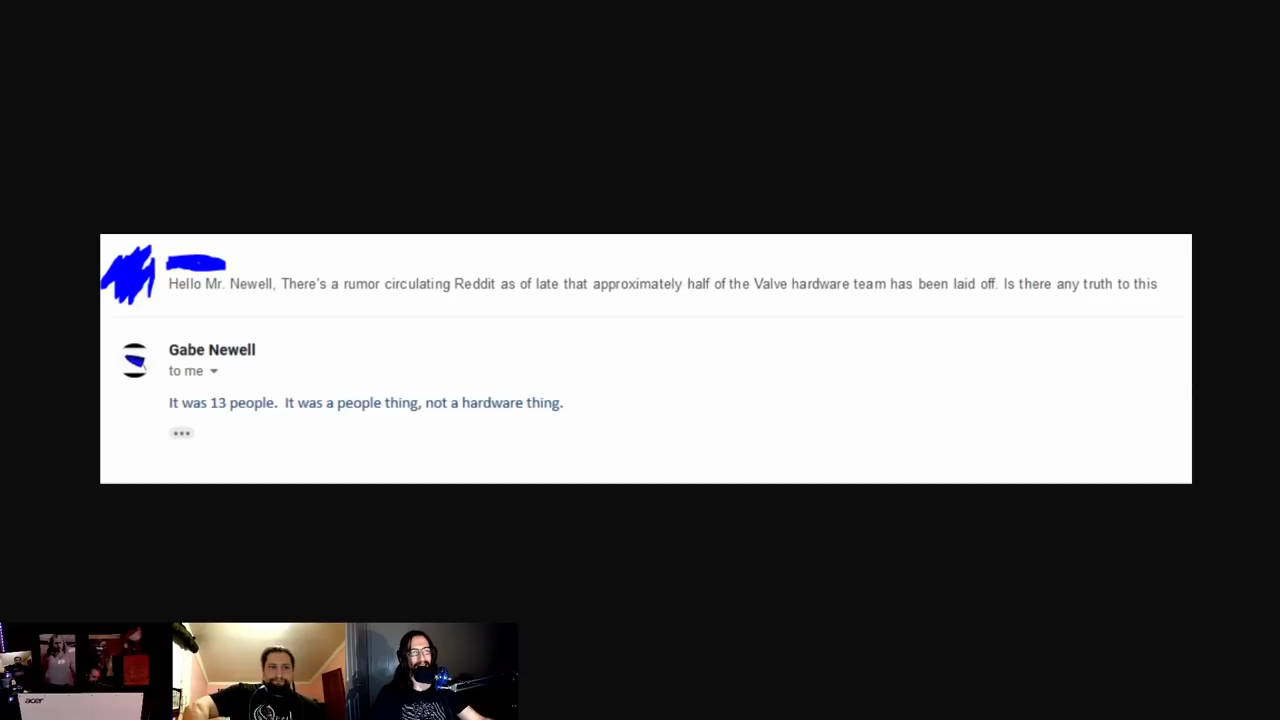 Hello Mr. Newell, There's a rumor circulating Reddit as of late that approximately half of the Valve hardware team has been laid off. Is there any truth to this
Gabe Newell
to me
It was 13 people. It was a people thing, not a hardware thing.
acer